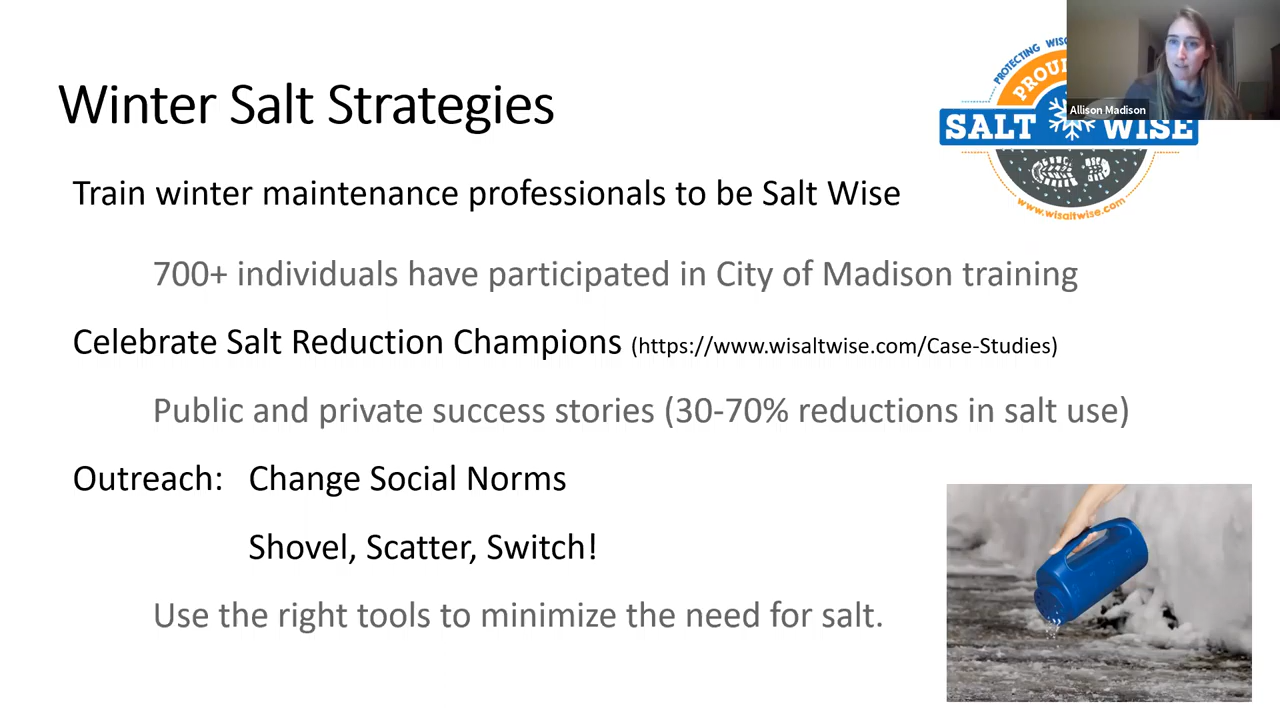 Winter Salt Strategies
PROTECTING
PROU
SALT WISE
www.wisaltwise.com
Allison Madison
Train winter maintenance professionals to be Salt Wise
700+ individuals have participated in City of Madison training
Celebrate Salt Reduction Champions (https://www.wisaltwise.com/Case-Studies)
Public and private success stories (30-70% reductions in salt use)
Outreach: Change Social Norms
Shovel, Scatter, Switch!
Use the right tools to minimize the need for salt.